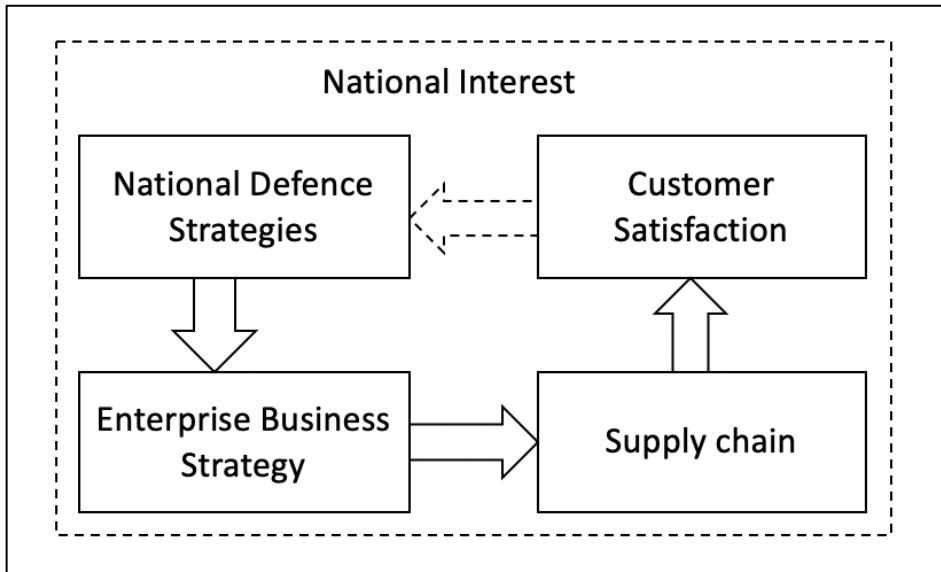 National Interest
National Defence
Strategies
Customer
Satisfaction
Enterprise Business
Strategy
Supply chain